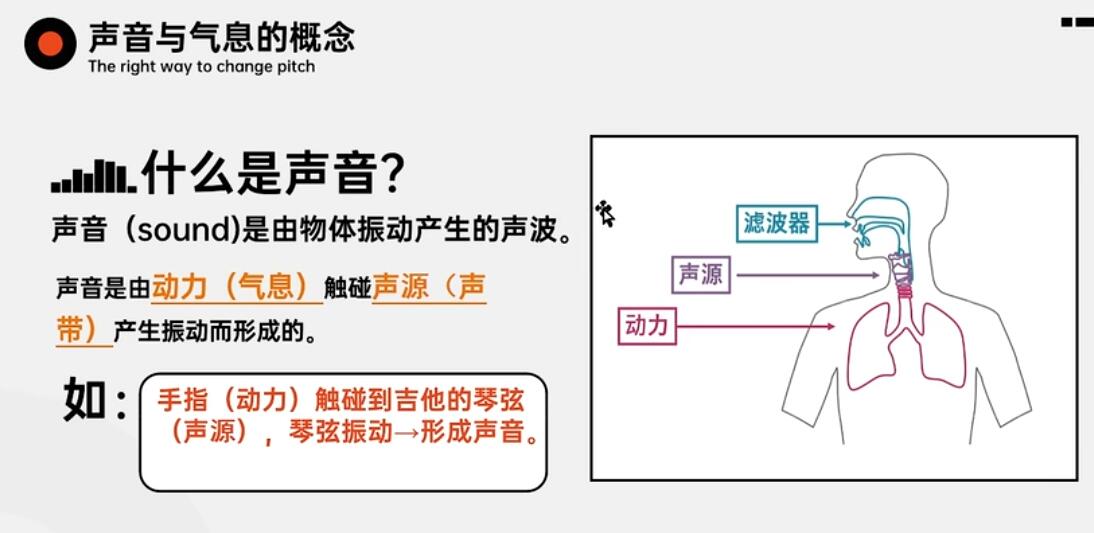 声音与气息的概念
The right way to change pitch
什么是声音？
声音（sound)是由物体振动产生的声波。
声音是由动力（气息）触碰声源（声
带）产生振动而形成的。
如：
手指（动力）触碰到吉他的琴弦
（声源），琴弦振动→形成声音。
滤波器
声源
动力